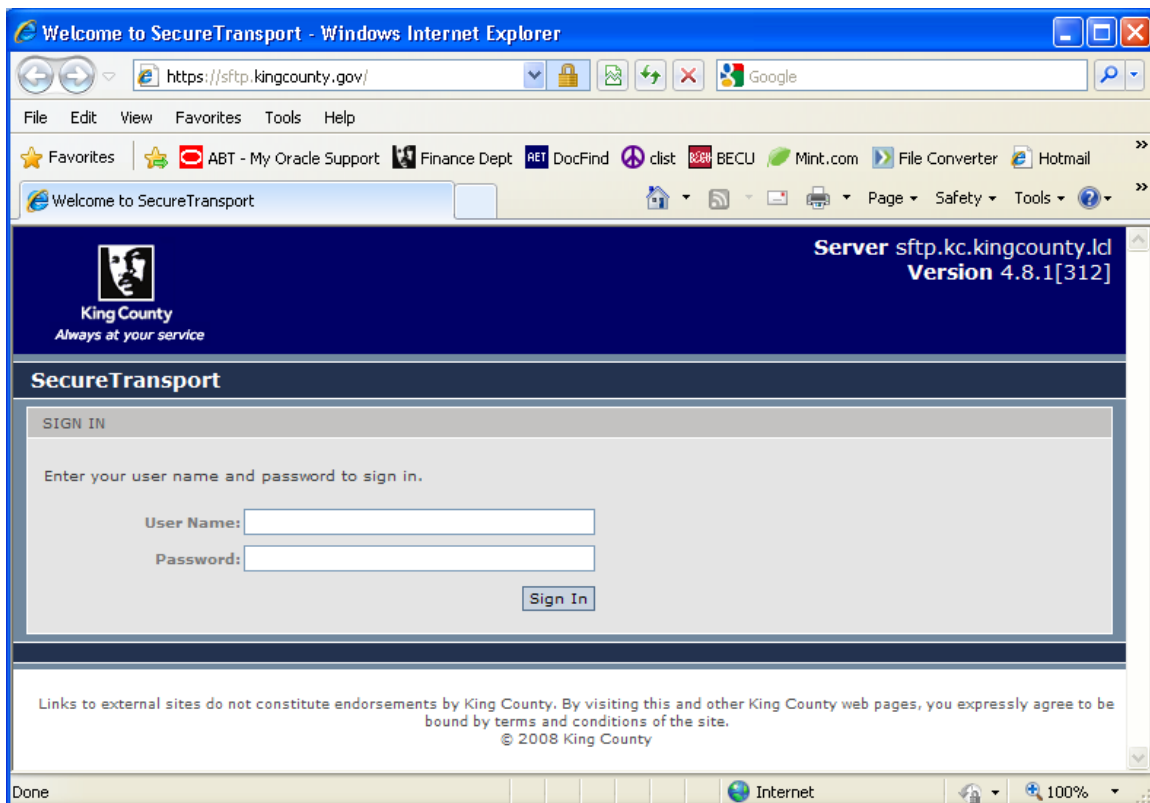 Welcome to SecureTransport - Windows Internet Explorer
https://sftp.kingcounty.gov/
Google
File Edit View Favorites Tools Help
Favorites ABT - My Oracle Support Finance Dept AET DocFind clist BECU BECU Mint.com File Converter Hotmail »
Welcome to SecureTransport Page Safety Tools »
Server sftp.kc.kingcounty.lcl
Version 4.8.1[312]
King County
Always at your service
SecureTransport
SIGN IN
Enter your user name and password to sign in.
User Name:
Password:
Sign In
Links to external sites do not constitute endorsements by King County. By visiting this and other King County web pages, you expressly agree to be
bound by terms and conditions of the site.
© 2008 King County
Done Internet 100%